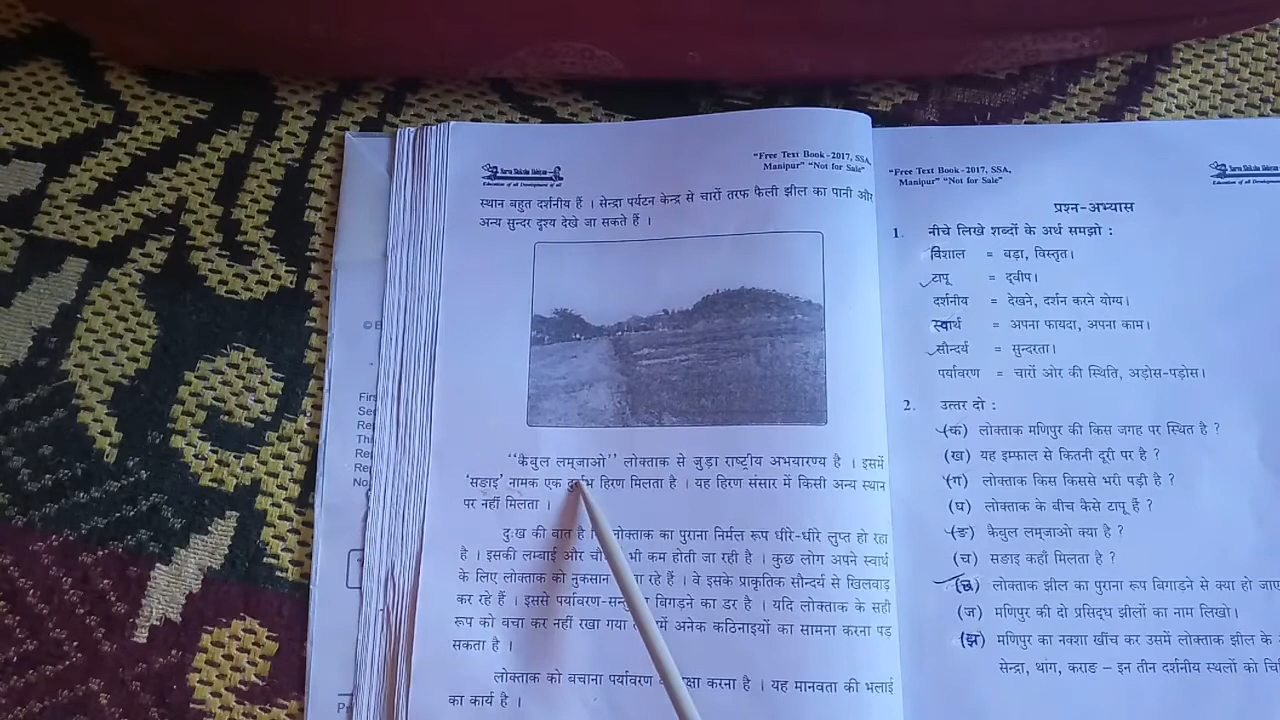 "Free Text Book - 2017, SSA,
Manipur" "Not for Sale"
Education of all Development of all
स्थान बहुत दर्शनीय हैं । सेन्द्रा पर्यटन केन्द्र से चारों तरफ फैली झील का पानी और
अन्य सुन्दर दृश्य देखे जा सकते हैं ।
"कैबुल लम्जाओ" लोक्ताक से जुड़ा राष्ट्रीय अभयारण्य है । इसमें
'सङाइ' नामक एक हिरण मिलता है । यह हिरण संसार में किसी अन्य स्थान
पर नहीं मिलता ।
दुःख की बात है लोक्ताक का पुराना निर्मल रूप धीरे-धीरे लुप्त हो रहा
है । इसकी लम्बाई और भी कम होती जा रही है । कुछ लोग अपने स्वार्थ
के लिए लोक्ताक को नुकसान रहे हैं । वे इसके प्राकृतिक सौन्दर्य से खिलवाड़
कर रहे हैं । इससे बिगड़ने का डर है । यदि लोक्ताक के सही
रूप को बचा कर नहीं रखा गया अनेक कठिनाइयों का सामना करना पड़
सकता है ।
लोक्ताक को बचाना पर्यावरण करना है । यह मानवता की भलाई
का कार्य है ।
"Free Text Book - 2017, SSA,
Manipur" "Not for Sale"
प्रश्न-अभ्यास
1. नीचे लिखे शब्दों के अर्थ समझो :
विशाल = बड़ा, विस्तृत।
टापू = द्वीप।
दर्शनीय = देखने, दर्शन करने योग्य।
स्वार्थ = अपना फायदा, अपना काम।
सौन्दर्य = सुन्दरता।
पर्यावरण = चारों ओर की स्थिति, अड़ोस-पड़ोस।
2. उत्तर दो :
(क) लोक्ताक मणिपुर की किस जगह पर स्थित है ?
(ख) यह इम्फाल से कितनी दूरी पर है ?
(ग) लोक्ताक किस किससे भरी पड़ी है ?
(घ) लोक्ताक के बीच कैसे टापू हैं ?
(ङ) कैबुल लमूजाओ क्या है ?
(च) सङाइ कहाँ मिलता है ?
(छ) लोक्ताक झील का पुराना रूप बिगाड़ने से क्या हो
(ज) मणिपुर की दो प्रसिद्ध झीलों का नाम लिखो।
(झ) मणिपुर का नक्शा खींच कर उसमें लोक्ताक झील के
सेन्द्रा, थांग, कराङ – इन तीन दर्शनीय स्थलों को